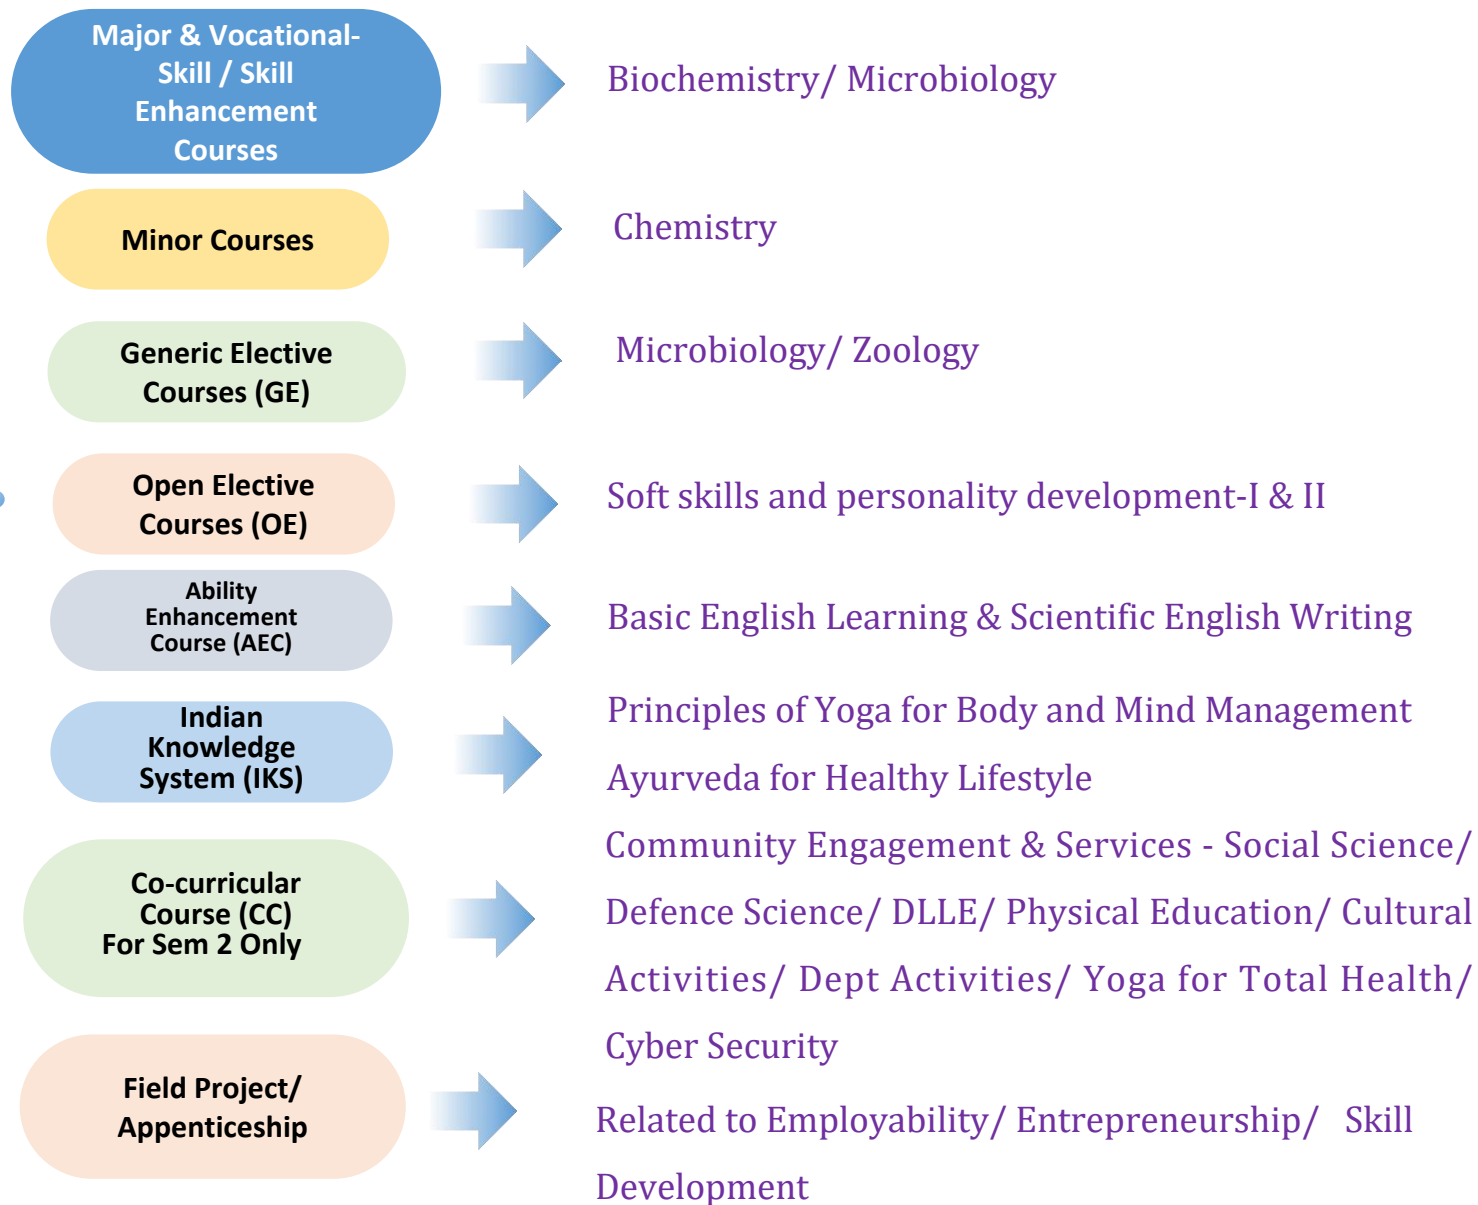 Major & Vocational-
Skill / Skill
Enhancement
Courses
Biochemistry/ Microbiology
Minor Courses
Chemistry
Generic Elective
Courses (GE)
Microbiology/ Zoology
Open Elective
Courses (OE)
Soft skills and personality development-I & II
Ability
Enhancement
Course (AEC)
Basic English Learning & Scientific English Writing
Indian
Knowledge
System (IKS)
Principles of Yoga for Body and Mind Management
Ayurveda for Healthy Lifestyle
Co-curricular
Course (CC)
For Sem 2 Only
Community Engagement & Services - Social Science/
Defence Science/ DLLE/ Physical Education/ Cultural
Activities/ Dept Activities/ Yoga for Total Health/
Cyber Security
Field Project/
Appenticeship
Related to Employability/ Entrepreneurship/ Skill
Development